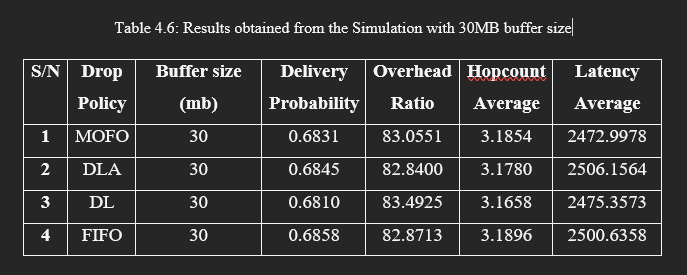 Table 4.6: Results obtained from the Simulation with 30MB buffer size
S/N Drop Policy Buffer size (mb) Delivery Probability Overhead Ratio Hopcount Average Latency Average
1 MOFO 30 0.6831 83.0551 3.1854 2472.9978
2 DLA 30 0.6845 82.8400 3.1780 2506.1564
3 DL 30 0.6810 83.4925 3.1658 2475.3573
4 FIFO 30 0.6858 82.8713 3.1896 2500.6358